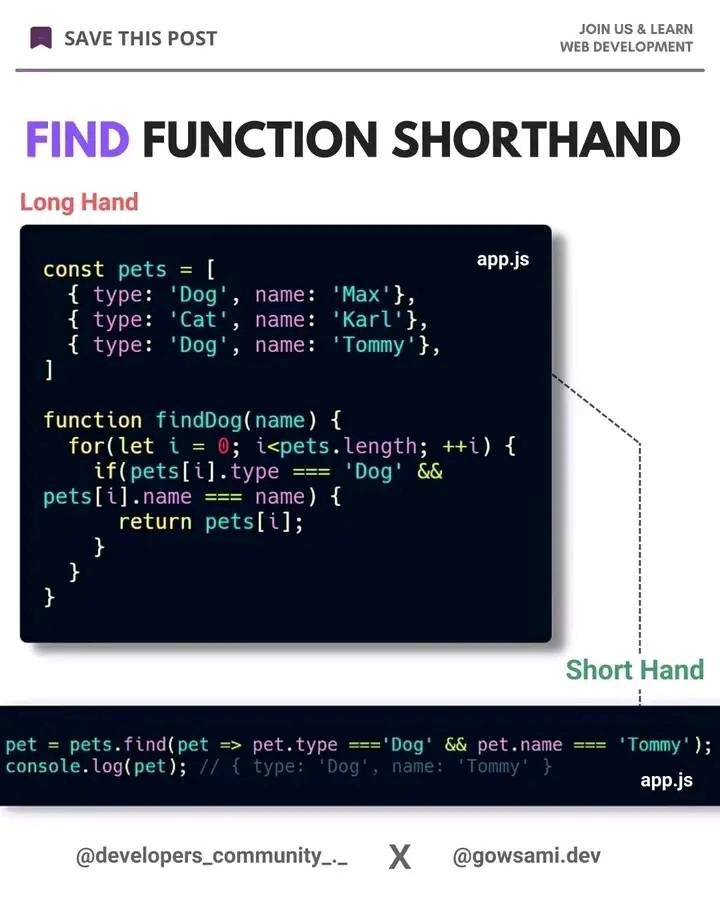 SAVE THIS POST
JOIN US & LEARN
WEB DEVELOPMENT
FIND FUNCTION SHORTHAND
Long Hand
app.js
const pets = [
  { type: 'Dog', name: 'Max'},
  { type: 'Cat', name: 'Karl'},
  { type: 'Dog', name: 'Tommy'},
]

function findDog(name) {
  for(let i = 0; i<pets.length; ++i) {
    if(pets[i].type === 'Dog' &&
pets[i].name === name) {
      return pets[i];
    }
  }
}
Short Hand
pet = pets.find(pet => pet.type ==='Dog' && pet.name === 'Tommy');
console.log(pet); // { type: 'Dog', name: 'Tommy' }
app.js
@developers_community_._ X @gowsami.dev